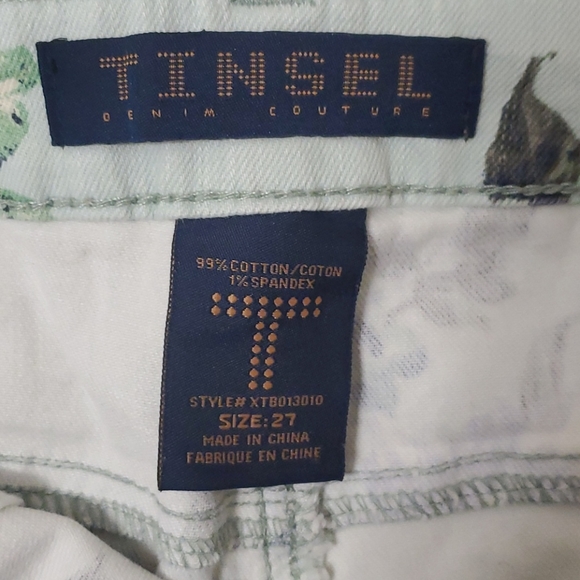 TINSEL
DENIM COUTURE
99% COTTON/COTON
1% SPANDEX
T
STYLE# XTB013010
SIZE: 27
MADE IN CHINA
FABRIQUE EN CHINE